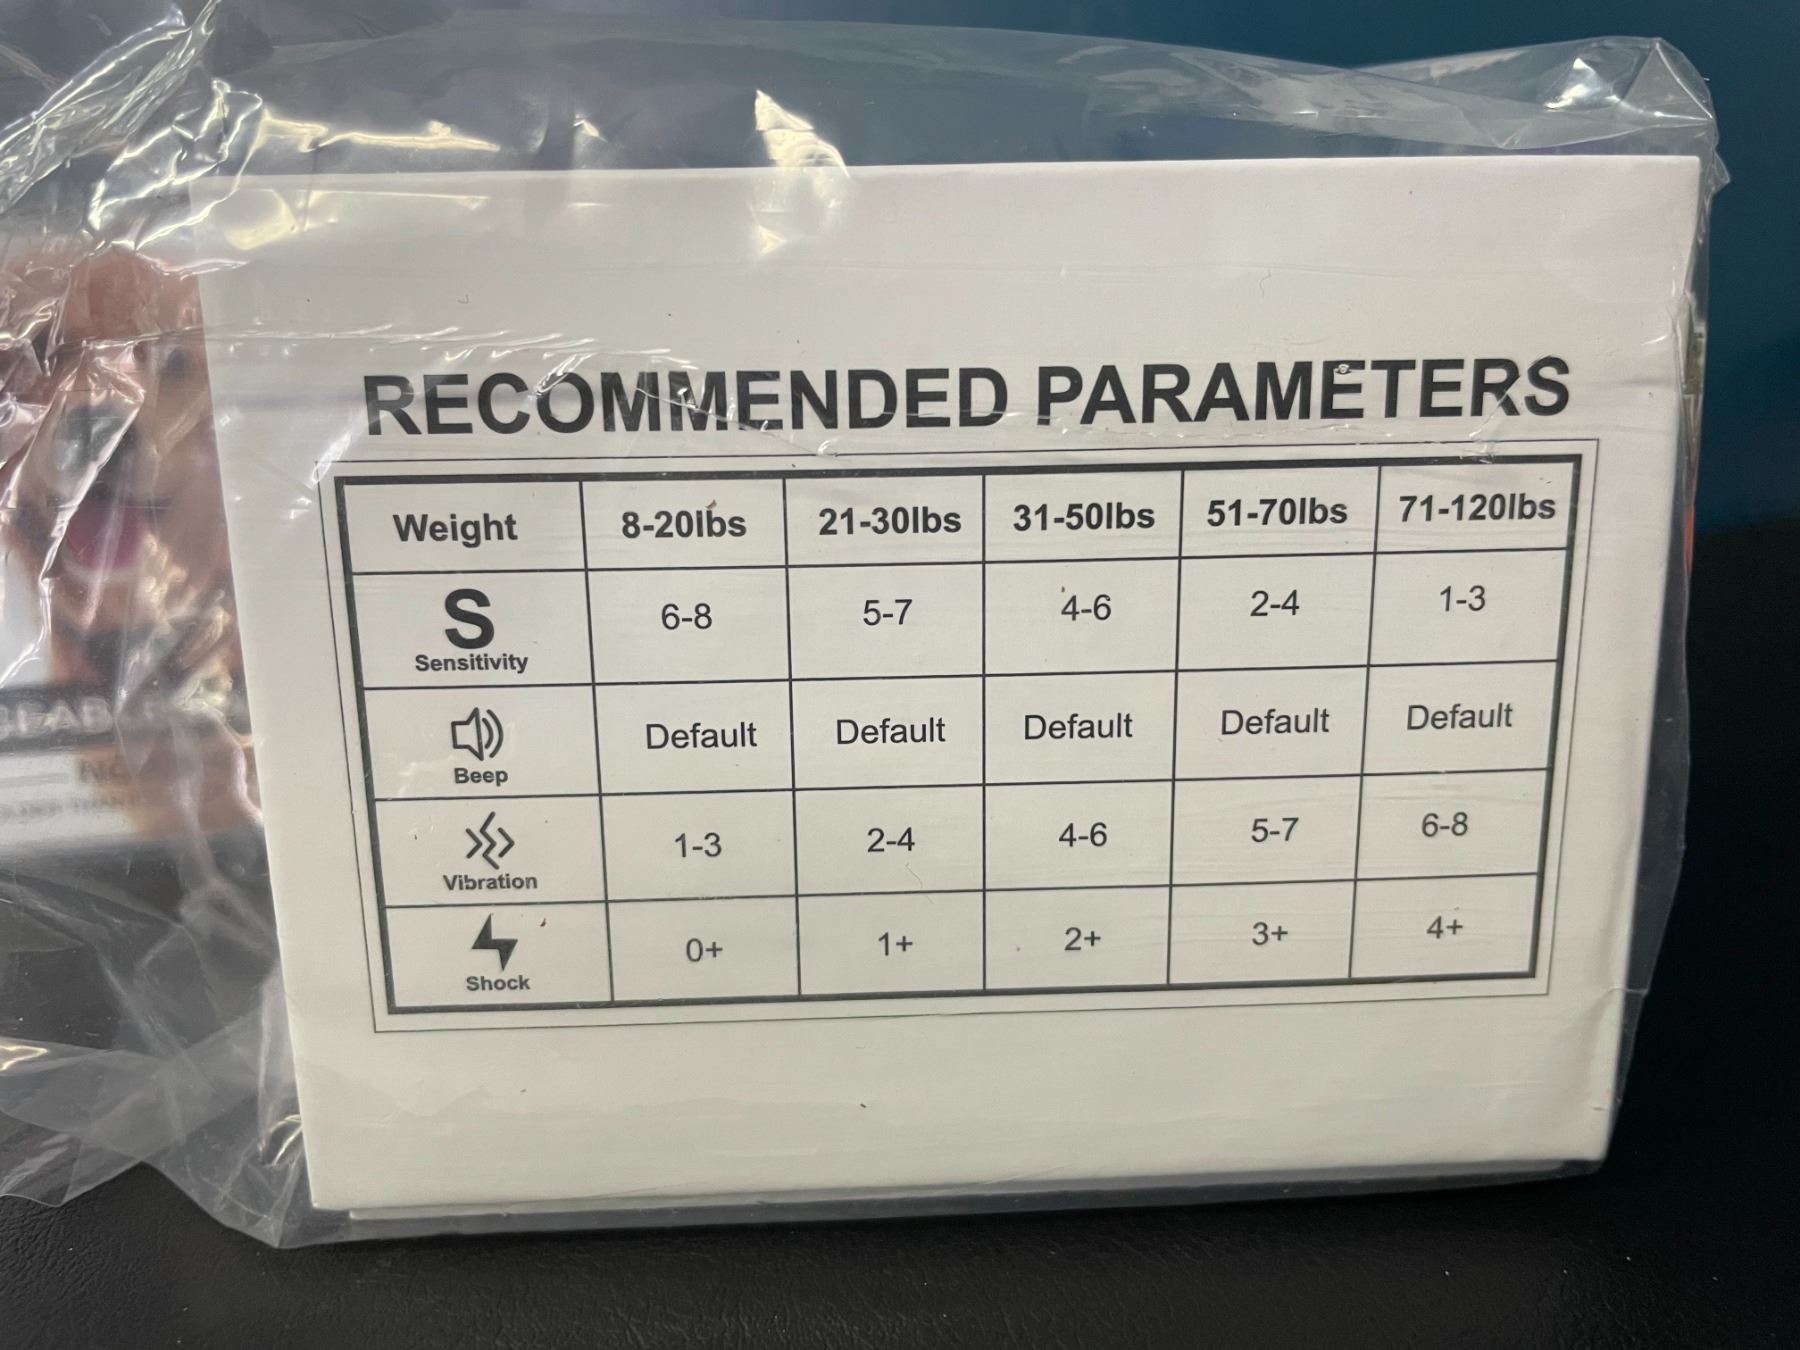 RECOMMENDED PARAMETERS
Weight 8-20lbs 21-30lbs 31-50lbs 51-70lbs 71-120lbs
S 6-8 5-7 4-6 2-4 1-3
Sensitivity
Default Default Default Default Default
Beep
1-3 2-4 4-6 5-7 6-8
Vibration
0+ 1+ 2+ 3+ 4+
Shock